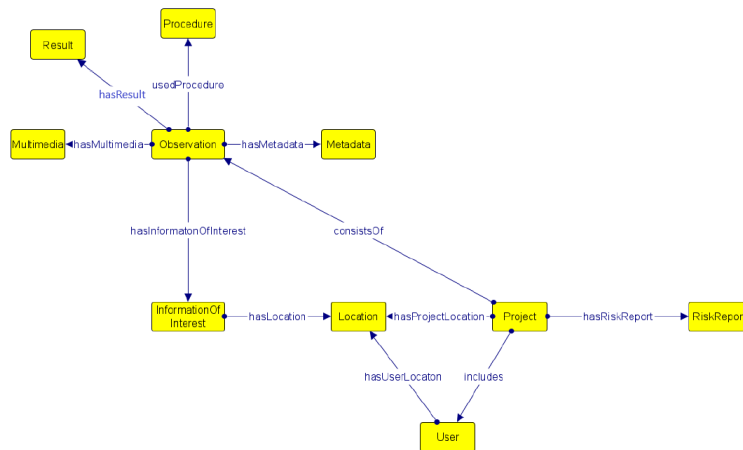 Procedure
Result
usedProcedure
hasResult
Multimedia
hasMultimedia
Observation
hasMetadata
Metadata
hasInformatonOfInterest
consistsOf
InformationOf
Interest
hasLocation
Location
hasProjectLocation
Project
hasRiskReport
RiskRepor
hasUserLocaton
includes
User